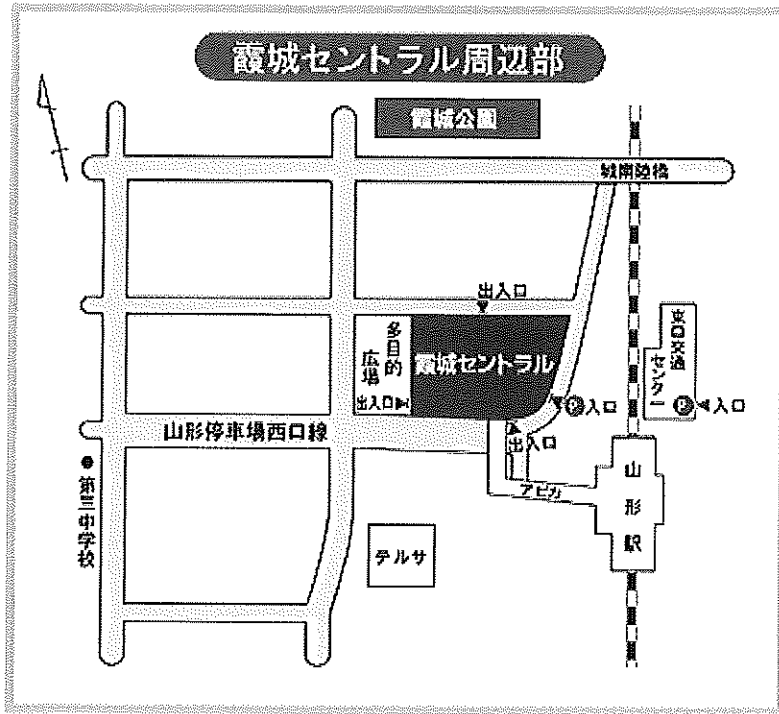 霞城セントラル周辺部
霞城公園
城南陸橋
出入口
多目的
広場
霞城セントラル
出入口
東口交通
センター
P入口
P
入口
山形停車場西口線
出入口
アピカ
山形駅
第三中学校
テルサ